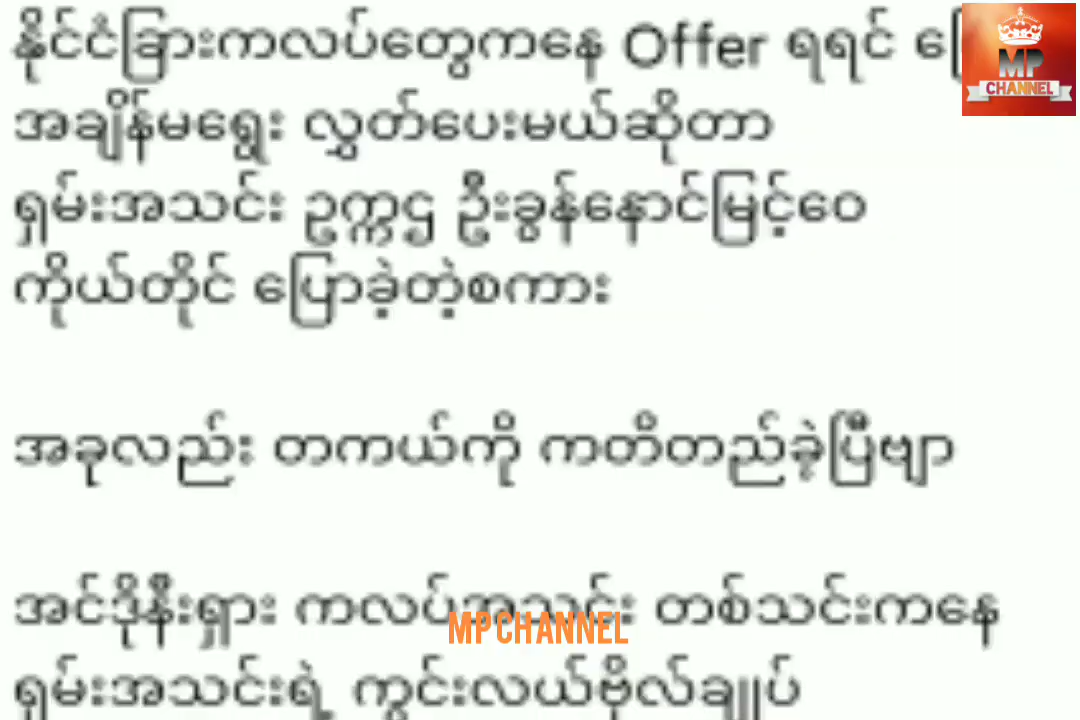 နိုင်ငံခြားကလပ်တွေကနေ Offer ရရင်
အချိန်မရွေး လွှတ်ပေးမယ်ဆိုတာ
ရှမ်းအသင်း ဥက္ကဌ ဦးခွန်နောင်မြင့်ဝေ
ကိုယ်တိုင် ပြောခဲ့တဲ့စကား
အခုလည်း တကယ်ကို ကတိတည်ခဲ့ပြီဗျာ
အင်ဒိုနီးရှား ကလပ်အသင်း တစ်သင်းကနေ
ရှမ်းအသင်းရဲ့ ကွင်းလယ်ဗိုလ်ချုပ်
MP
CHANNEL
MP CHANNEL